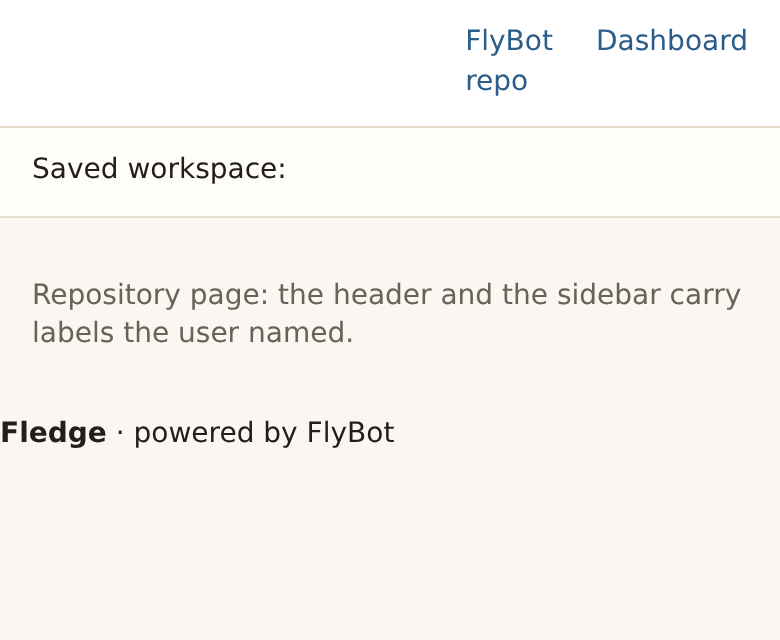 FlyBot Dashboard
repo
Saved workspace:
Repository page: the header and the sidebar carry
labels the user named.
Fledge · powered by FlyBot